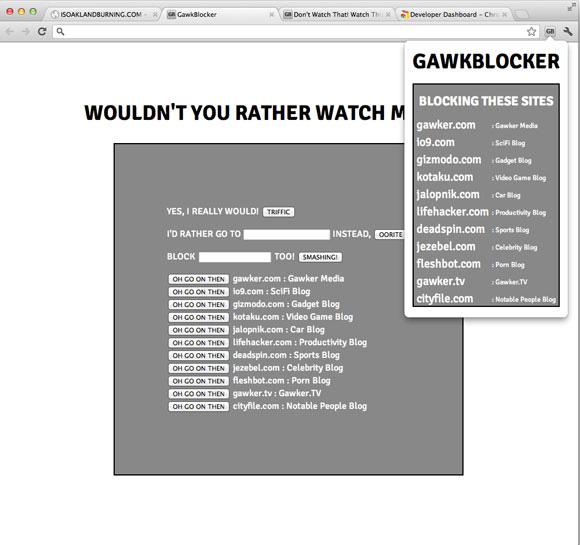 ISOAKLANDBURNING.COM -
GawkBlocker
Don't Watch That! Watch Th
Developer Dashboard - Chro
GB
GB
GB
WOULDN'T YOU RATHER WATCH M
YES, I REALLY WOULD! TRIFFIC
I'D RATHER GO TO INSTEAD, OORITE
BLOCK TOO! SMASHING!
OH GO ON THEN gawker.com : Gawker Media
OH GO ON THEN io9.com : SciFi Blog
OH GO ON THEN gizmodo.com : Gadget Blog
OH GO ON THEN kotaku.com : Video Game Blog
OH GO ON THEN jalopnik.com : Car Blog
OH GO ON THEN lifehacker.com : Productivity Blog
OH GO ON THEN deadspin.com : Sports Blog
OH GO ON THEN jezebel.com : Celebrity Blog
OH GO ON THEN fleshbot.com : Porn Blog
OH GO ON THEN gawker.tv : Gawker.TV
OH GO ON THEN cityfile.com : Notable People Blog
GAWKBLOCKER
BLOCKING THESE SITES
gawker.com : Gawker Media
io9.com : SciFi Blog
gizmodo.com : Gadget Blog
kotaku.com : Video Game Blog
jalopnik.com : Car Blog
lifehacker.com : Productivity Blog
deadspin.com : Sports Blog
jezebel.com : Celebrity Blog
fleshbot.com : Porn Blog
gawker.tv : Gawker.TV
cityfile.com : Notable People Blog